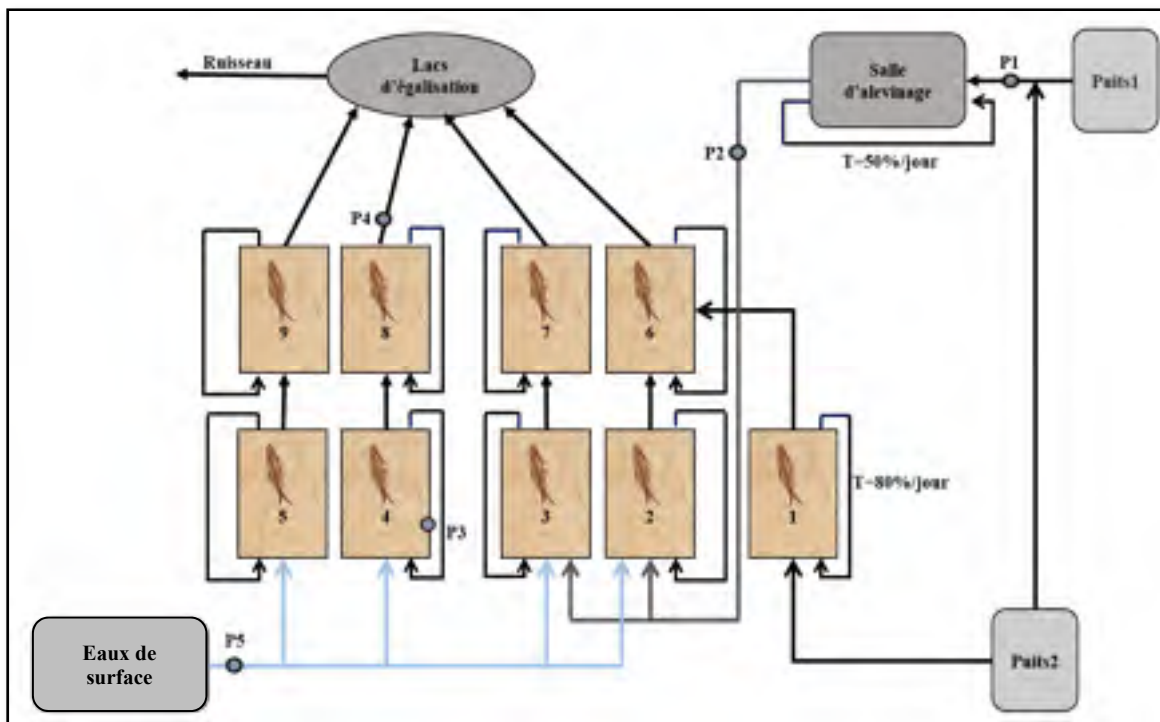 Ruisseau
Lacs
d'égalisation
Salle
d'alevinage
P1
Puits1
P2
T=50%/jour
P4
9
8
7
6
5
4
3
2
1
P3
T=80%/jour
P5
Eaux de
surface
Puits2